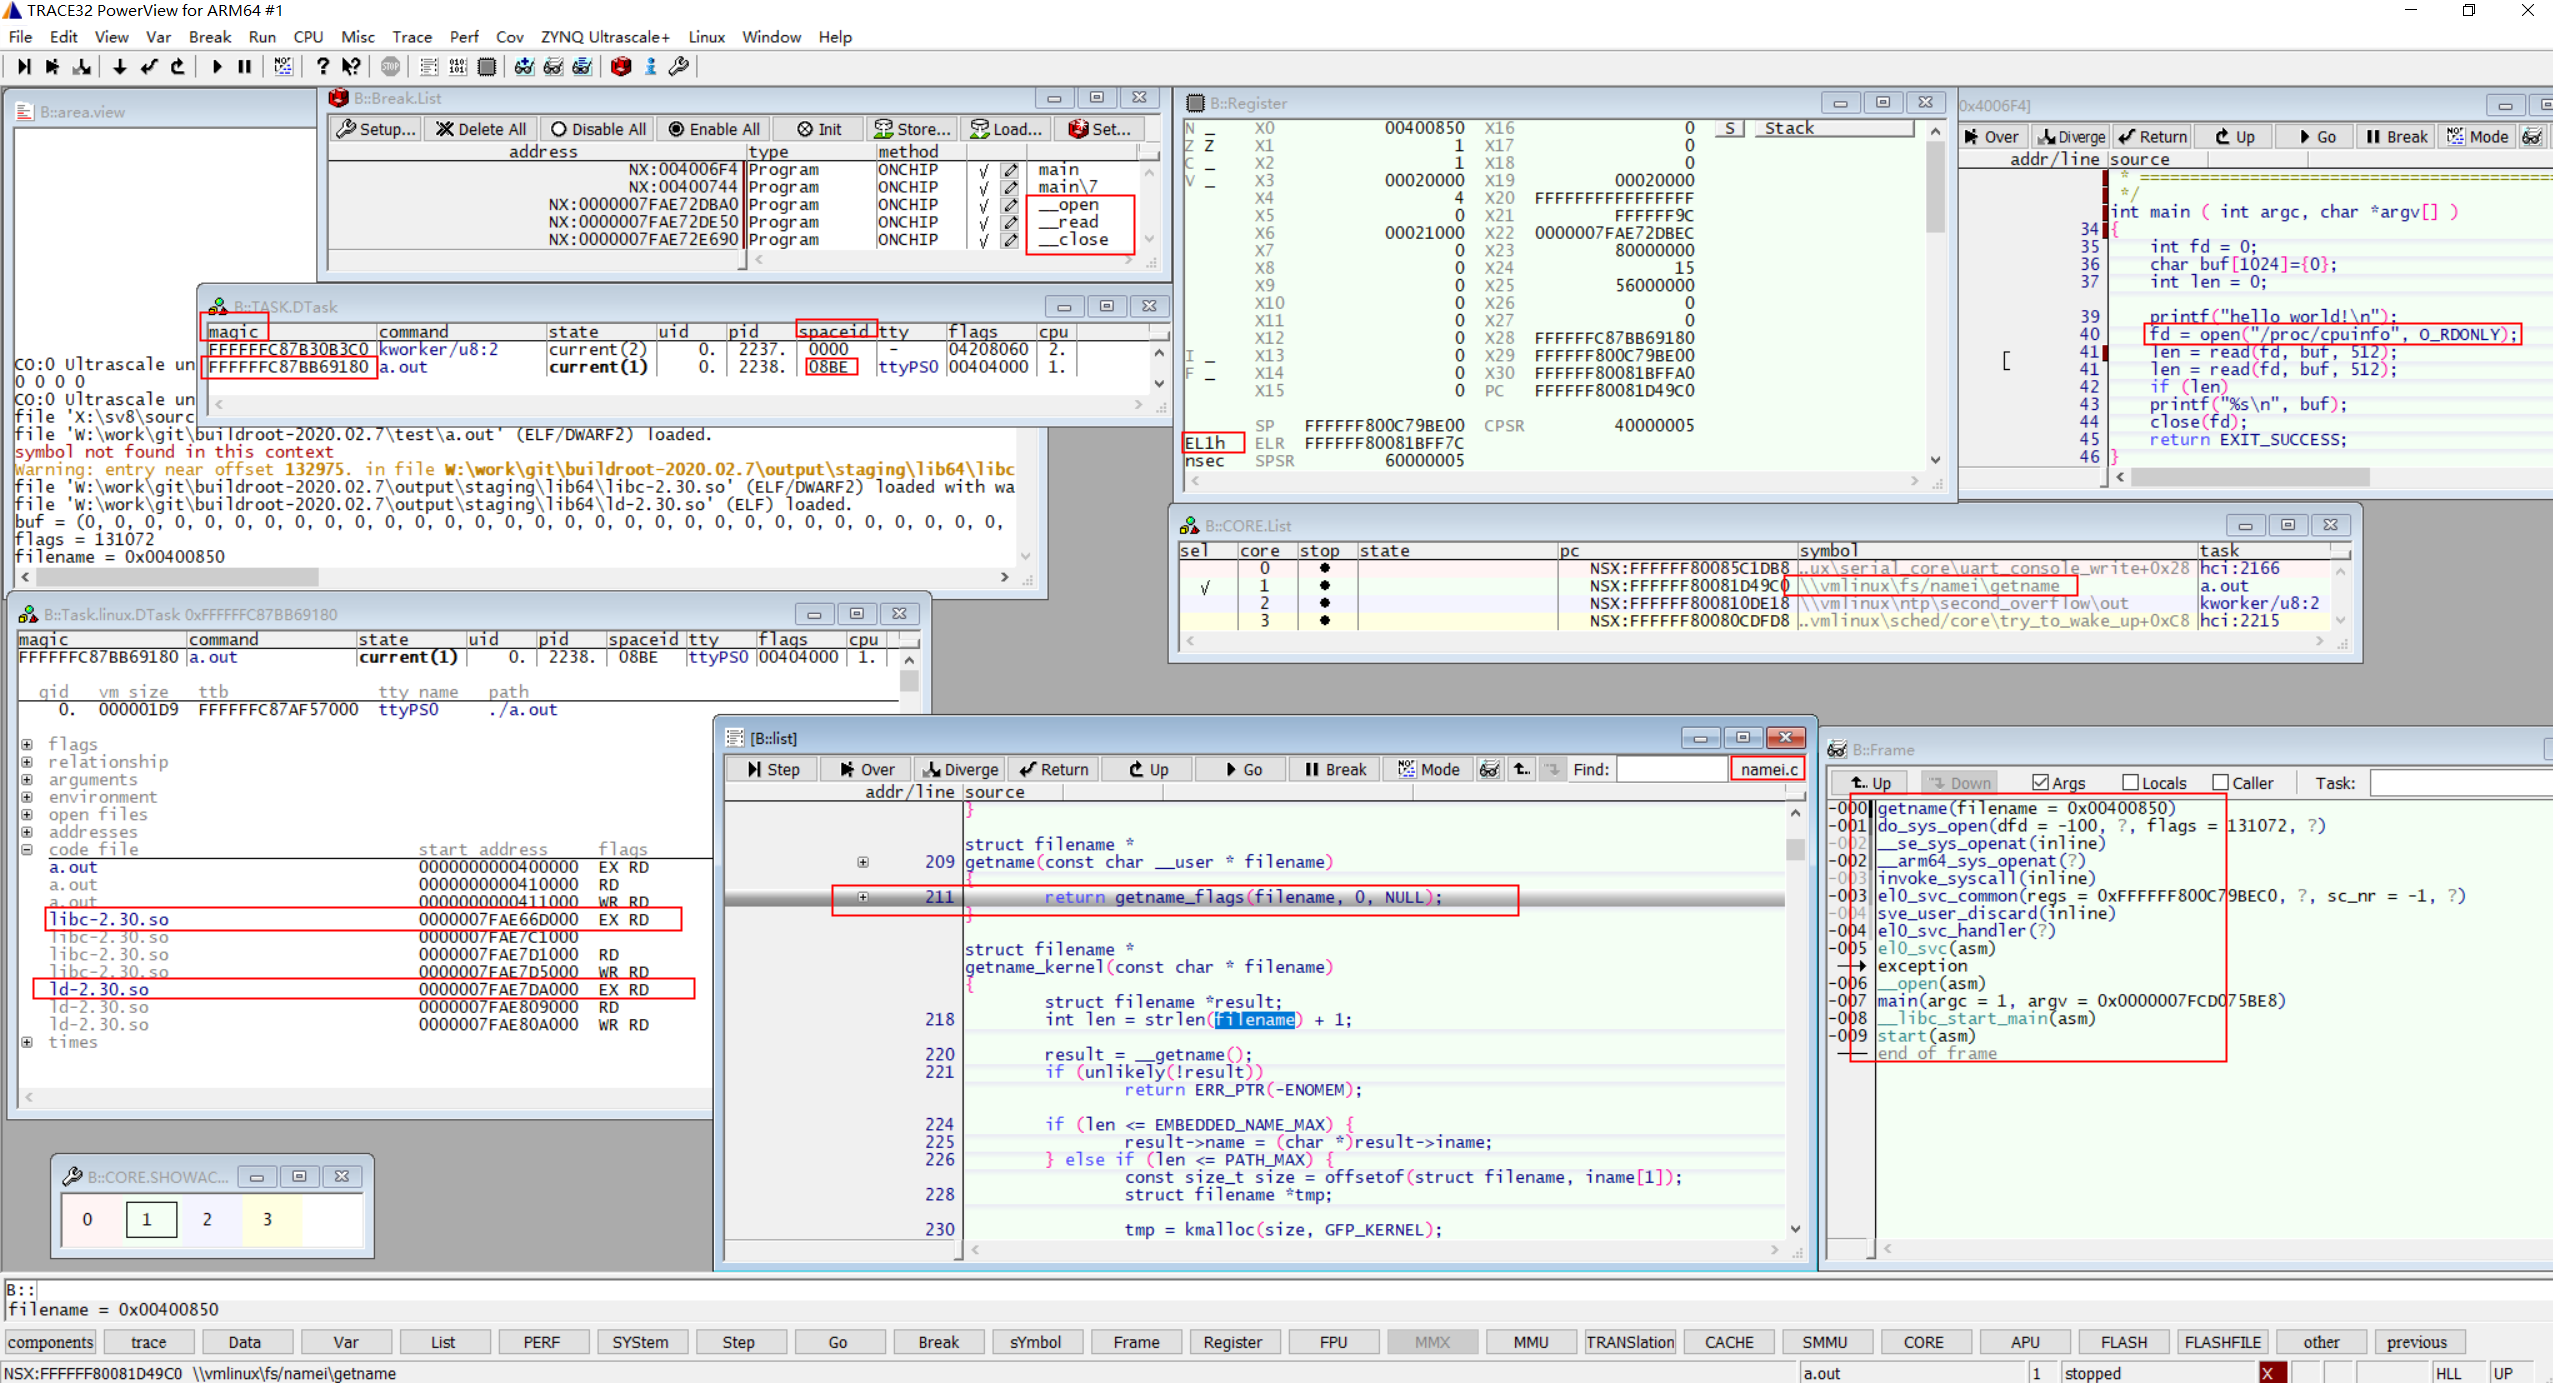 TRACE32 PowerView for ARM64 #1
File Edit View Var Break Run CPU Misc Trace Perf Cov ZYNQ Ultrascale+ Linux Window Help
B::area.view
CO:0 Ultrascale un
0 0 0 0
CO:0 Ultrascale un
file 'X:\sv8\sourc
file 'W:\work\git\buildroot-2020.02.7\test\a.out' (ELF/DWARF2) loaded.
symbol not found in this context
Warning: entry near offset 132975. in file W:\work\git\buildroot-2020.02.7\output\staging\lib64\libc
file 'W:\work\git\buildroot-2020.02.7\output\staging\lib64\libc-2.30.so' (ELF/DWARF2) loaded with wa
file 'W:\work\git\buildroot-2020.02.7\output\staging\lib64\ld-2.30.so' (ELF) loaded.
buf = (0, 0, 0, 0, 0, 0, 0, 0, 0, 0, 0, 0, 0, 0, 0, 0, 0, 0, 0, 0, 0, 0, 0, 0, 0, 0, 0, 0, 0, 0,
flags = 131072
filename = 0x00400850
B::Break.List
Setup... Delete All Disable All Enable All Init Store... Load... Set...
address type method
NX:004006F4 Program ONCHIP √ main
NX:00400744 Program ONCHIP √ main\7
NX:0000007FAE72DBA0 Program ONCHIP √ __open
NX:0000007FAE72DE50 Program ONCHIP √ __read
NX:0000007FAE72E690 Program ONCHIP √ __close
B::TASK.DTask
magic command state uid pid spaceid tty flags cpu
FFFFFFC87B30B3C0 kworker/u8:2 current(2) 0. 2237. 0000 - 04208060 2.
FFFFFFC87BB69180 a.out current(1) 0. 2238. 08BE ttyPS0 00404000 1.
B::Register
N _ X0 00400850 X16 0 S Stack
Z Z X1 1 X17 0
C _ X2 1 X18 0
V _ X3 00020000 X19 00020000
X4 4 X20 FFFFFFFFFFFFFFFF
X5 0 X21 FFFFFF9C
X6 00021000 X22 0000007FAE72DBEC
X7 0 X23 80000000
X8 0 X24 15
X9 0 X25 56000000
X10 0 X26 0
X11 0 X27 0
X12 0 X28 FFFFFFC87BB69180
I _ X13 0 X29 FFFFFF800C79BE00
F _ X14 0 X30 FFFFFF80081BFFA0
X15 0 PC FFFFFF80081D49C0
SP FFFFFF800C79BE00 CPSR 40000005
EL1h ELR FFFFFF80081BFF7C
nsec SPSR 60000005
0x4006F4]
Over Diverge Return Up Go Break Mode
addr/line source
*/
int main ( int argc, char *argv[] )
34 {
35 int fd = 0;
36 char buf[1024]={0};
37 int len = 0;
39 printf("hello world!\n");
40 fd = open("/proc/cpuinfo", O_RDONLY);
41 len = read(fd, buf, 512);
41 len = read(fd, buf, 512);
42 if (len)
43 printf("%s\n", buf);
44 close(fd);
45 return EXIT_SUCCESS;
46 }
B::CORE.List
sel core stop state pc symbol task
0 NSX:FFFFFF80085C1DB8 ..ux\serial_core\uart_console_write+0x28 hci:2166
√ 1 NSX:FFFFFF80081D49C0 \\vmlinux\fs/namei\getname a.out
2 NSX:FFFFFF800810DE18 \\vmlinux\ntp\second_overflow\out kworker/u8:2
3 NSX:FFFFFF80080CDFD8 ..vmlinux\sched/core\try_to_wake_up+0xC8 hci:2215
B::Task.linux.DTask 0xFFFFFFC87BB69180
magic command state uid pid spaceid tty flags cpu
FFFFFFC87BB69180 a.out current(1) 0. 2238. 08BE ttyPS0 00404000 1.
gid vm size ttb tty name path
0. 000001D9 FFFFFFC87AF57000 ttyPS0 ./a.out
flags
relationship
arguments
environment
open files
addresses
code file start address flags
a.out 0000000000400000 EX RD
a.out 0000000000410000 RD
a.out 0000000000411000 WR RD
libc-2.30.so 0000007FAE66D000 EX RD
libc-2.30.so 0000007FAE7C1000
libc-2.30.so 0000007FAE7D1000 RD
libc-2.30.so 0000007FAE7D5000 WR RD
ld-2.30.so 0000007FAE7DA000 EX RD
ld-2.30.so 0000007FAE809000 RD
ld-2.30.so 0000007FAE80A000 WR RD
times
[B::list]
Step Over Diverge Return Up Go Break Mode Find: namei.c
addr/line source
}
struct filename *
209 getname(const char __user * filename)
{
211 return getname_flags(filename, 0, NULL);
}
struct filename *
getname_kernel(const char * filename)
{
struct filename *result;
218 int len = strlen(filename) + 1;
220 result = __getname();
221 if (unlikely(!result))
return ERR_PTR(-ENOMEM);
224 if (len <= EMBEDDED_NAME_MAX) {
225 result->name = (char *)result->iname;
226 } else if (len <= PATH_MAX) {
const size_t size = offsetof(struct filename, iname[1]);
228 struct filename *tmp;
230 tmp = kmalloc(size, GFP_KERNEL);
B::Frame
Up Down Args Locals Caller Task:
-000 getname(filename = 0x00400850)
-001 do_sys_open(dfd = -100, ?, flags = 131072, ?)
-002 __se_sys_openat(inline)
-002 __arm64_sys_openat(?)
-003 invoke_syscall(inline)
-003 el0_svc_common(regs = 0xFFFFFF800C79BEC0, ?, sc_nr = -1, ?)
-004 sve_user_discard(inline)
-004 el0_svc_handler(?)
-005 el0_svc(asm)
exception
-006 __open(asm)
-007 main(argc = 1, argv = 0x0000007FCD075BE8)
-008 __libc_start_main(asm)
-009 start(asm)
end of frame
B::CORE.SHOWAC...
0 1 2 3
B::
filename = 0x00400850
components trace Data Var List PERF SYStem Step Go Break sYmbol Frame Register FPU MMX MMU TRANSlation CACHE SMMU CORE APU FLASH FLASHFILE other previous
NSX:FFFFFF80081D49C0 \\vmlinux\fs/namei\getname a.out 1 stopped X HLL UP